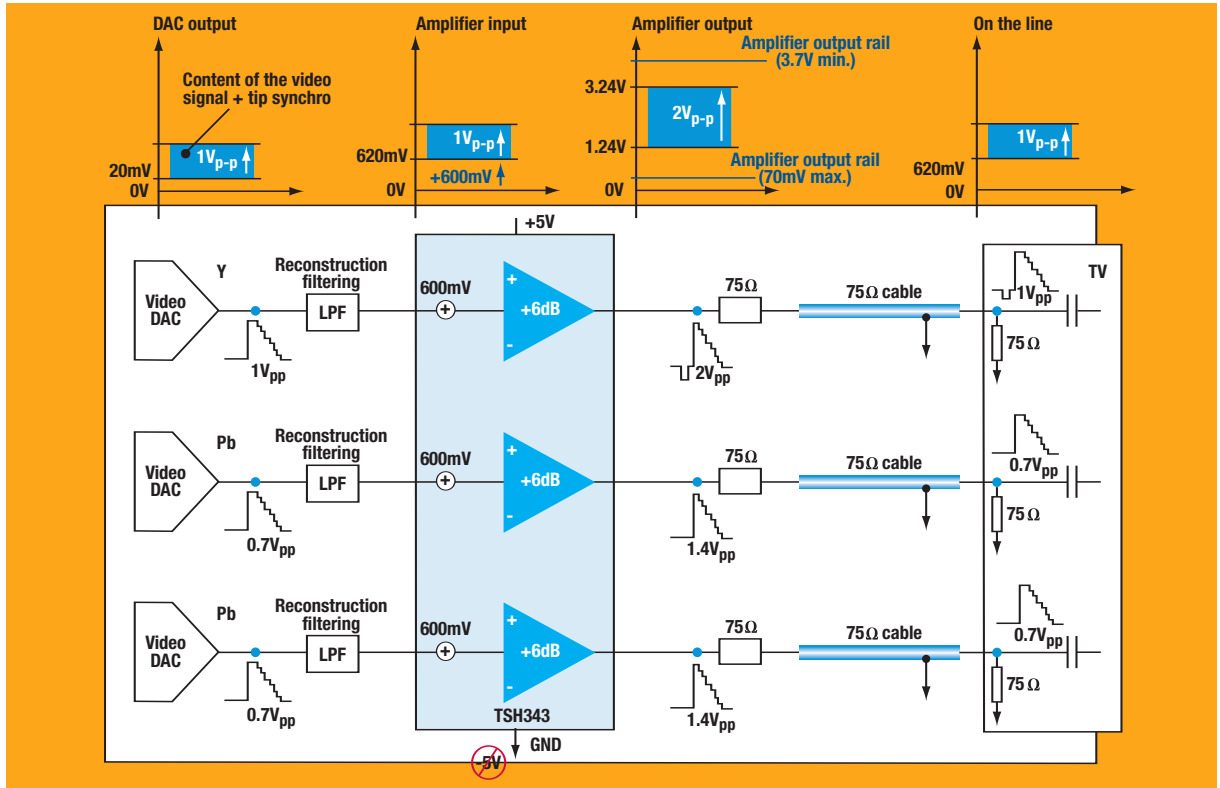 DAC output
Content of the video
signal + tip synchro
1Vp-p
20mV
0V
Amplifier input
1Vp-p
620mV
+600mV
0V
Amplifier output
Amplifier output rail
(3.7V min.)
3.24V
2Vp-p
1.24V
Amplifier output rail
(70mV max.)
0V
On the line
1Vp-p
620mV
0V
+5V
Video
DAC
Y
1Vpp
Reconstruction
filtering
LPF
600mV
+
+
+6dB
-
2Vpp
75Ω
75Ω cable
1Vpp
TV
75Ω
Video
DAC
Pb
0.7Vpp
Reconstruction
filtering
LPF
600mV
+
+
+6dB
-
1.4Vpp
75Ω
75Ω cable
0.7Vpp
75Ω
Video
DAC
Pb
0.7Vpp
Reconstruction
filtering
LPF
600mV
+
+
+6dB
-
1.4Vpp
75Ω
75Ω cable
0.7Vpp
75Ω
TSH343
GND
-5V